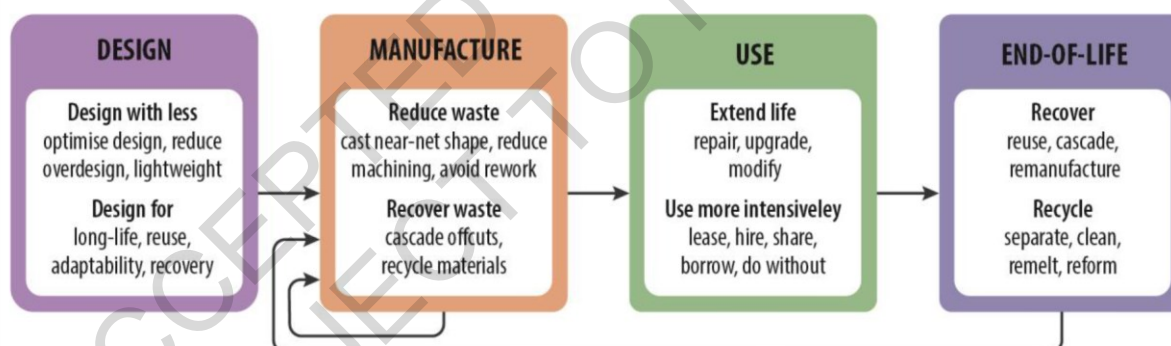 DESIGN
Design with less
optimise design, reduce
overdesign, lightweight
Design for
long-life, reuse,
adaptability, recovery
MANUFACTURE
Reduce waste
cast near-net shape, reduce
machining, avoid rework
Recover waste
cascade offcuts,
recycle materials
USE
Extend life
repair, upgrade,
modify
Use more intensiveley
lease, hire, share,
borrow, do without
END-OF-LIFE
Recover
reuse, cascade,
remanufacture
Recycle
separate, clean,
remelt, reform